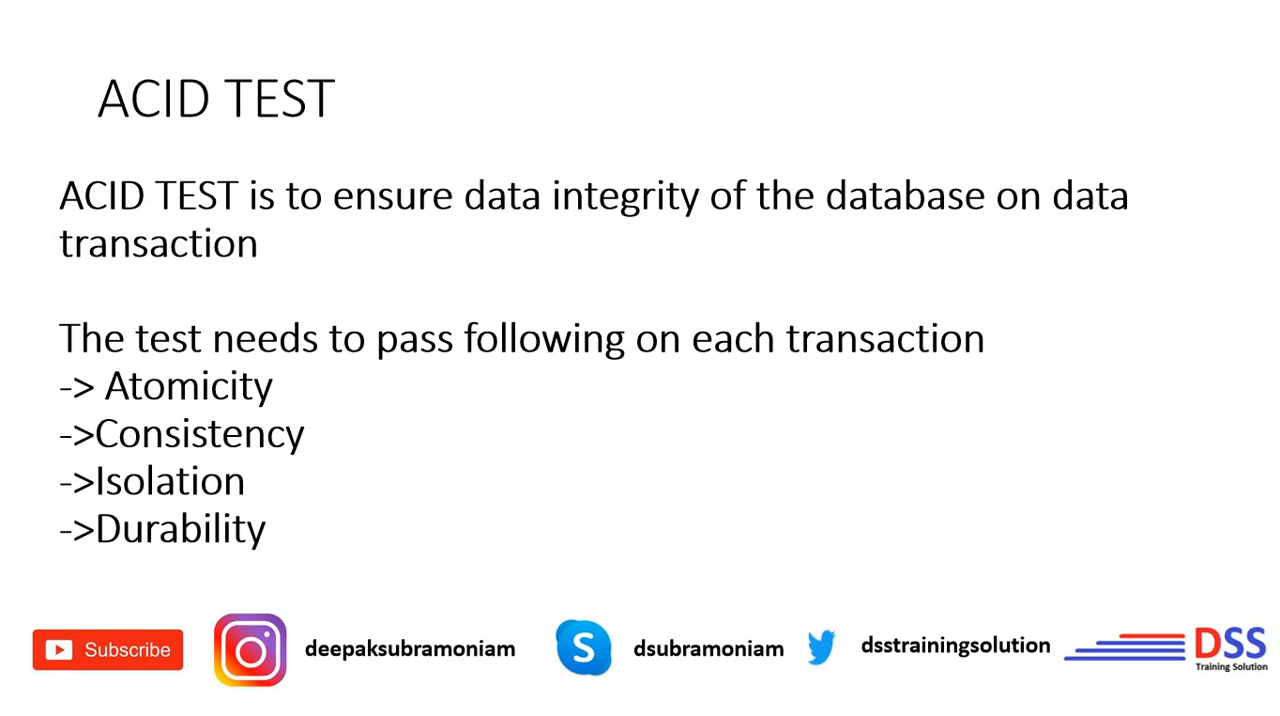 ACID TEST
ACID TEST is to ensure data integrity of the database on data
transaction
The test needs to pass following on each transaction
-> Atomicity
->Consistency
->Isolation
->Durability
Subscribe
deepaksubramoniam
S
dsubramoniam
dsstrainingsolution
DSS
Training Solution